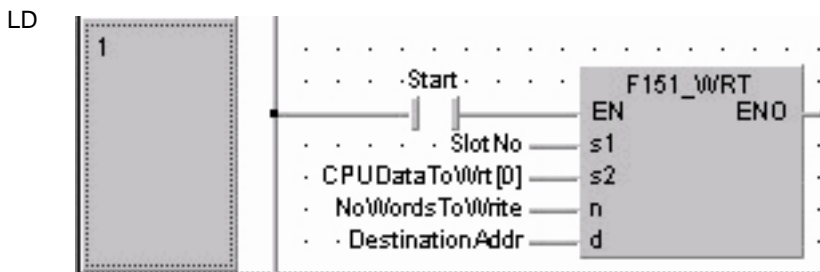 LD
1
Start
F151_WRT
EN ENO
SlotNo s1
CPUDataToWrt[0] s2
NoWordsToWrite n
DestinationAddr d